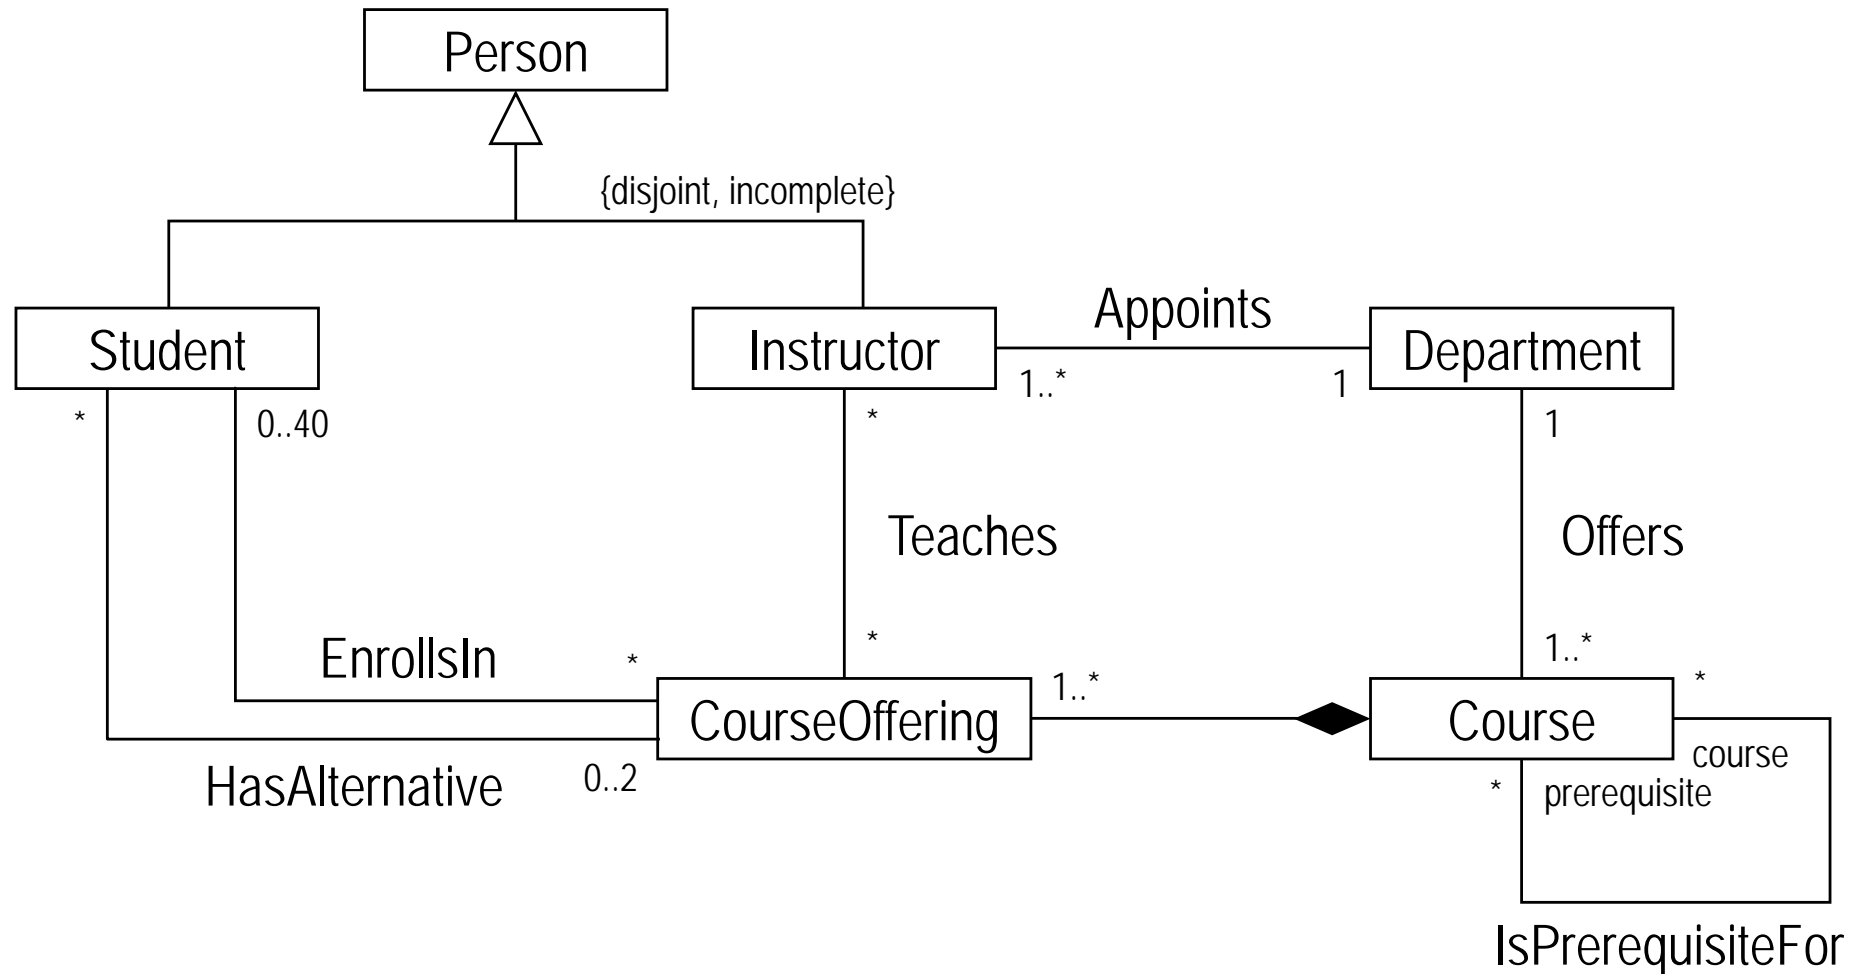 Person
{disjoint, incomplete}
Student
Instructor
Appoints
Department
1..*
1
*
0..40
*
1
Teaches
Offers
EnrollsIn
*
*
1..*
*
1..*
CourseOffering
Course
course
HasAlternative
0..2
*
prerequisite
IsPrerequisiteFor